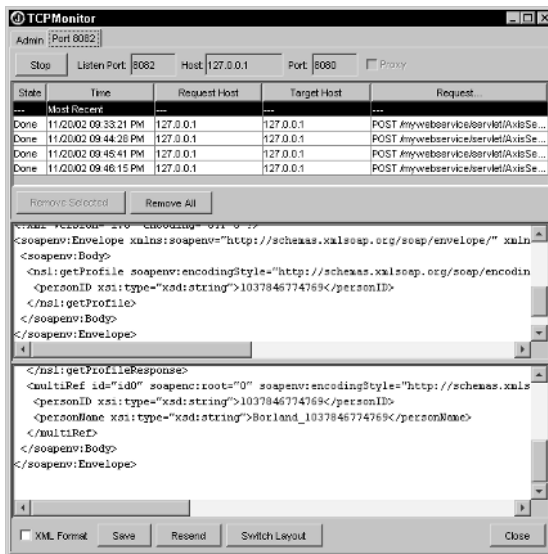 TCPMonitor
Admin Port 8082
Stop Listen Port: 8082 Host: 127.0.0.1 Port: 8080 Proxy
State Time Request Host Target Host Request...
--- Most Recent --- --- ---
Done 11/20/02 09:33:21 PM 127.0.0.1 127.0.0.1 POST /mywebservice/servlet/AxisSe...
Done 11/20/02 09:44:28 PM 127.0.0.1 127.0.0.1 POST /mywebservice/servlet/AxisSe...
Done 11/20/02 09:45:41 PM 127.0.0.1 127.0.0.1 POST /mywebservice/servlet/AxisSe...
Done 11/20/02 09:46:15 PM 127.0.0.1 127.0.0.1 POST /mywebservice/servlet/AxisSe...
Remove Selected Remove All
<?xml version="1.0" encoding="UTF-8"?>
<soapenv:Envelope xmlns:soapenv="http://schemas.xmlsoap.org/soap/envelope/" xmln
<soapenv:Body>
<ns1:getProfile soapenv:encodingStyle="http://schemas.xmlsoap.org/soap/encodin
<personID xsi:type="xsd:string">1037846774769</personID>
</ns1:getProfile>
</soapenv:Body>
</soapenv:Envelope>
</ns1:getProfileResponse>
<multiRef id="id0" soapenc:root="0" soapenv:encodingStyle="http://schemas.xmls
<personID xsi:type="xsd:string">1037846774769</personID>
<personName xsi:type="xsd:string">Borland_1037846774769</personName>
</multiRef>
</soapenv:Body>
</soapenv:Envelope>
XML Format Save Resend Switch Layout Close